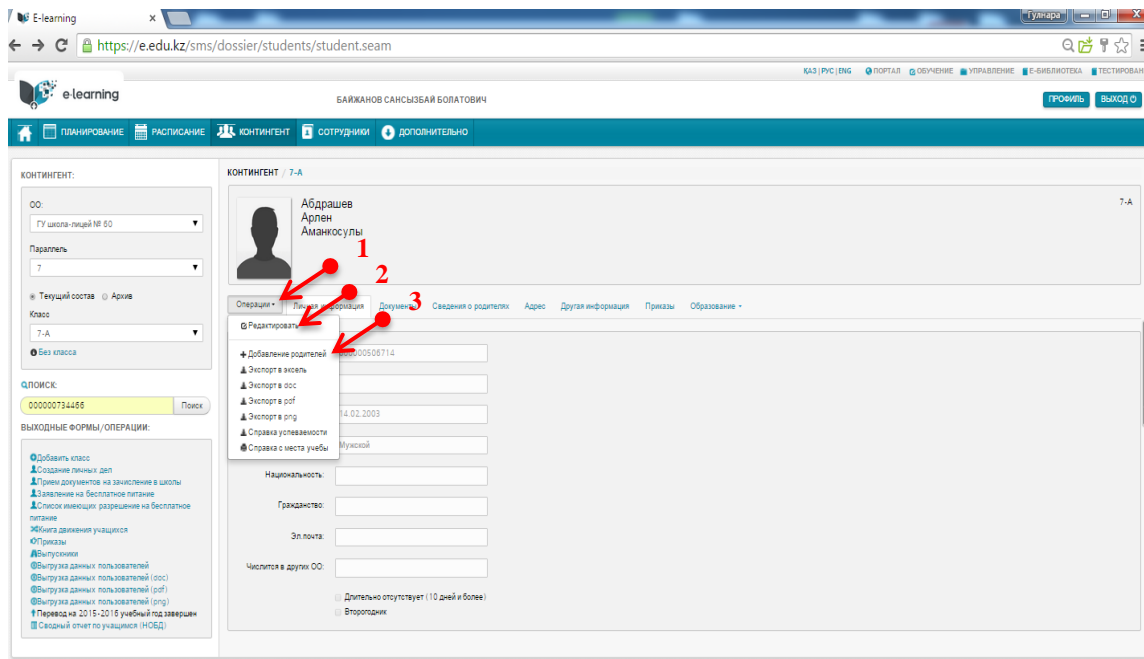 E-learning
Гулнара
https://e.edu.kz/sms/dossier/students/student.seam
ҚАЗ | РУС | ENG ПОРТАЛ ОБУЧЕНИЕ УПРАВЛЕНИЕ Е-БИБЛИОТЕКА ТЕСТИРОВАН
e-learning
БАЙЖАНОВ САНСЫЗБАЙ БОЛАТОВИЧ
ПРОФИЛЬ ВЫХОД
ПЛАНИРОВАНИЕ РАСПИСАНИЕ КОНТИНГЕНТ СОТРУДНИКИ ДОПОЛНИТЕЛЬНО
КОНТИНГЕНТ:
ОО:
ГУ школа-лицей № 60
Параллель
7
Текущий состав Архив
Класс
7-А
Без класса
ПОИСК:
000000734466 Поиск
ВЫХОДНЫЕ ФОРМЫ/ОПЕРАЦИИ:
Добавить класс
Создание личных дел
Прием документов на зачисление в школы
Заявление на бесплатное питание
Список имеющих разрешение на бесплатное
питание
Книга движения учащихся
Приказы
Выпускники
Выгрузка данных пользователей
Выгрузка данных пользователей (doc)
Выгрузка данных пользователей (pdf)
Выгрузка данных пользователей (png)
Перевод на 2015-2016 учебный год завершен
Сводный отчет по учащимся (НОБД)
КОНТИНГЕНТ / 7-А
Абдрашев
Арлен
Аманкосулы
7-А
1
2
3
Операции Личная информация Документы Сведения о родителях Адрес Другая информация Приказы Образование
Редактировать
Добавление родителей
Экспорт в эксель
Экспорт в doc
Экспорт в pdf
Экспорт в png
Справка успеваемости
Справка с места учебы
000000506714
14.02.2003
Мужской
Национальность:
Гражданство:
Эл.почта:
Числится в других ОО:
Длительно отсутствует (10 дней и более)
Второгодник